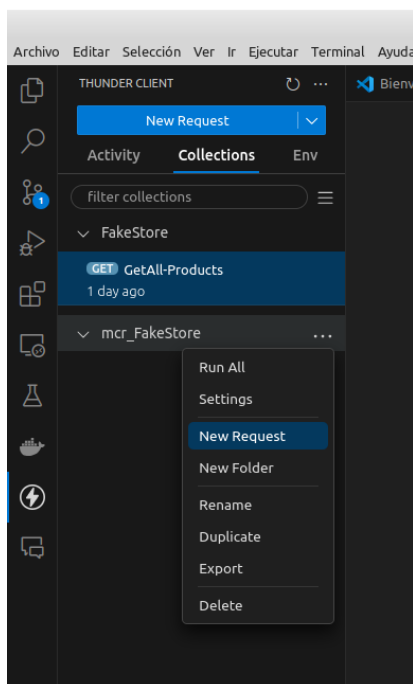 Archivo Editar Selección Ver Ir Ejecutar Terminal Ayuda
THUNDER CLIENT
Bienv
New Request
Activity Collections Env
filter collections
FakeStore
GET GetAll-Products
1 day ago
mcr_FakeStore
Run All
Settings
New Request
New Folder
Rename
Duplicate
Export
Delete
1